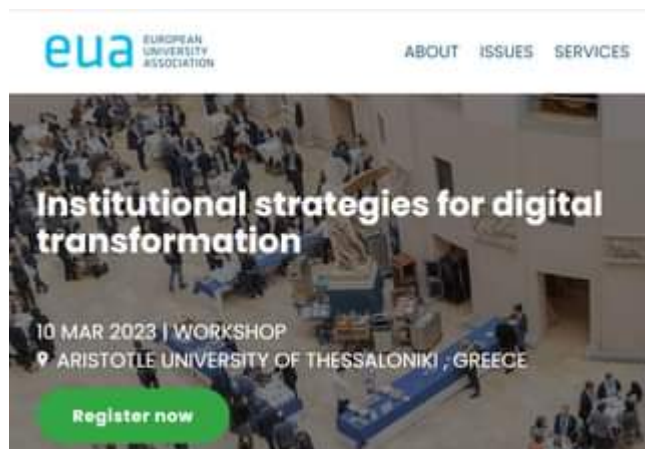 eua
EUROPEAN
UNIVERSITY
ASSOCIATION
ABOUT ISSUES SERVICES
Institutional strategies for digital
transformation
10 MAR 2023 | WORKSHOP
ARISTOTLE UNIVERSITY OF THESSALONIKI , GREECE
Register now